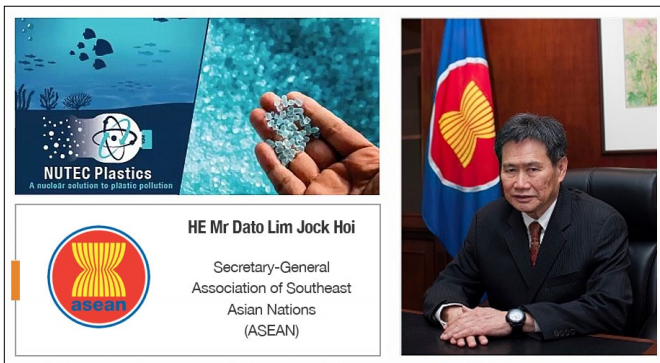 NUTEC Plastics
A nuclear solution to plastic pollution
asean
HE Mr Dato Lim Jock Hoi
Secretary-General
Association of Southeast
Asian Nations
(ASEAN)